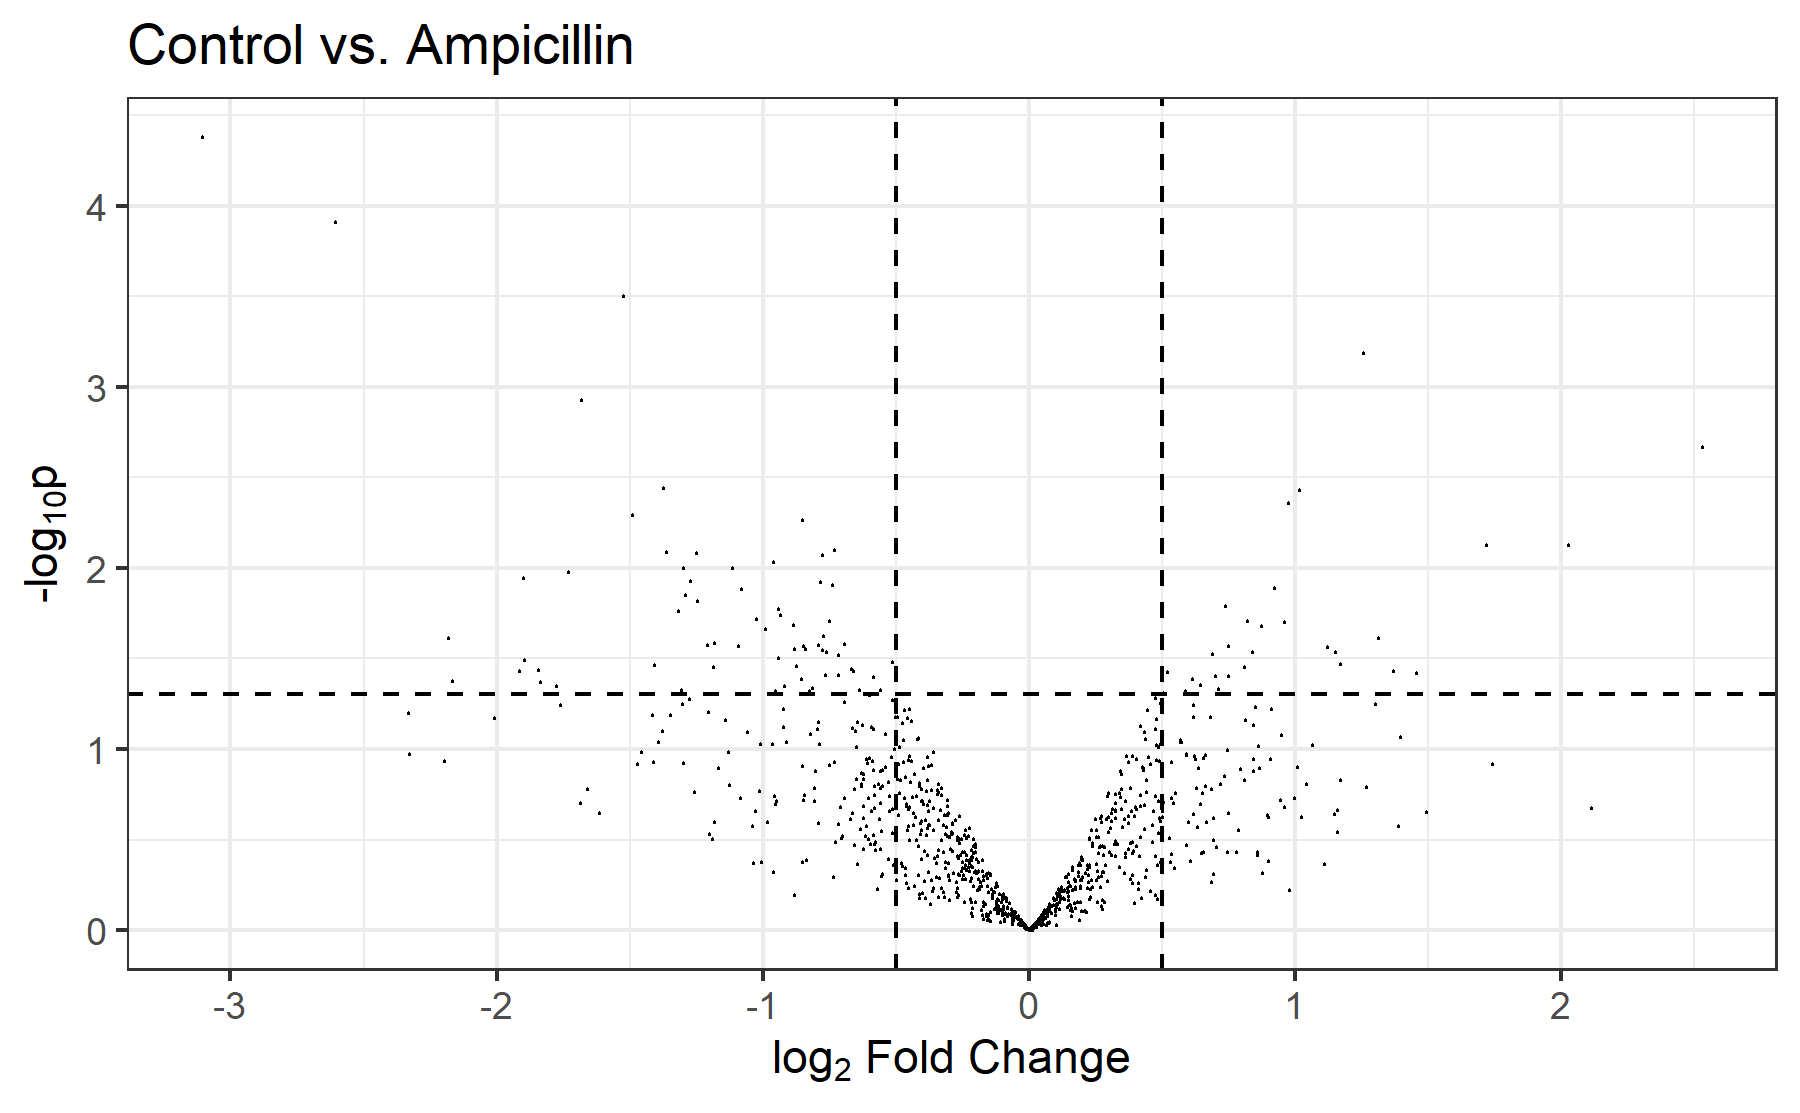 Control vs. Ampicillin
4
3
2
1
0
-log₁₀p
-3 -2 -1 0 1 2
log₂ Fold Change